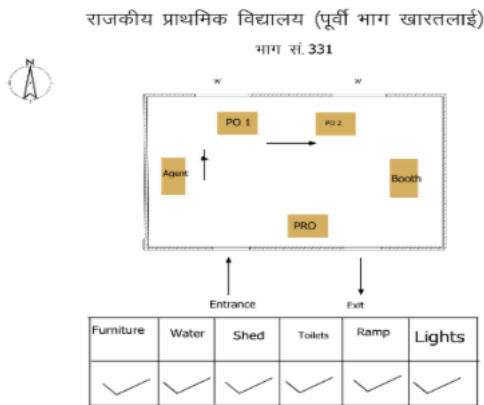 राजकीय प्राथमिक विद्यालय (पूर्वी भाग खारतलाई)
भाग सं. 331
W W
PO 1 PO 2
Agent Booth
PRO
Entrance Exit
Furniture Water Shed Toilets Ramp Lights